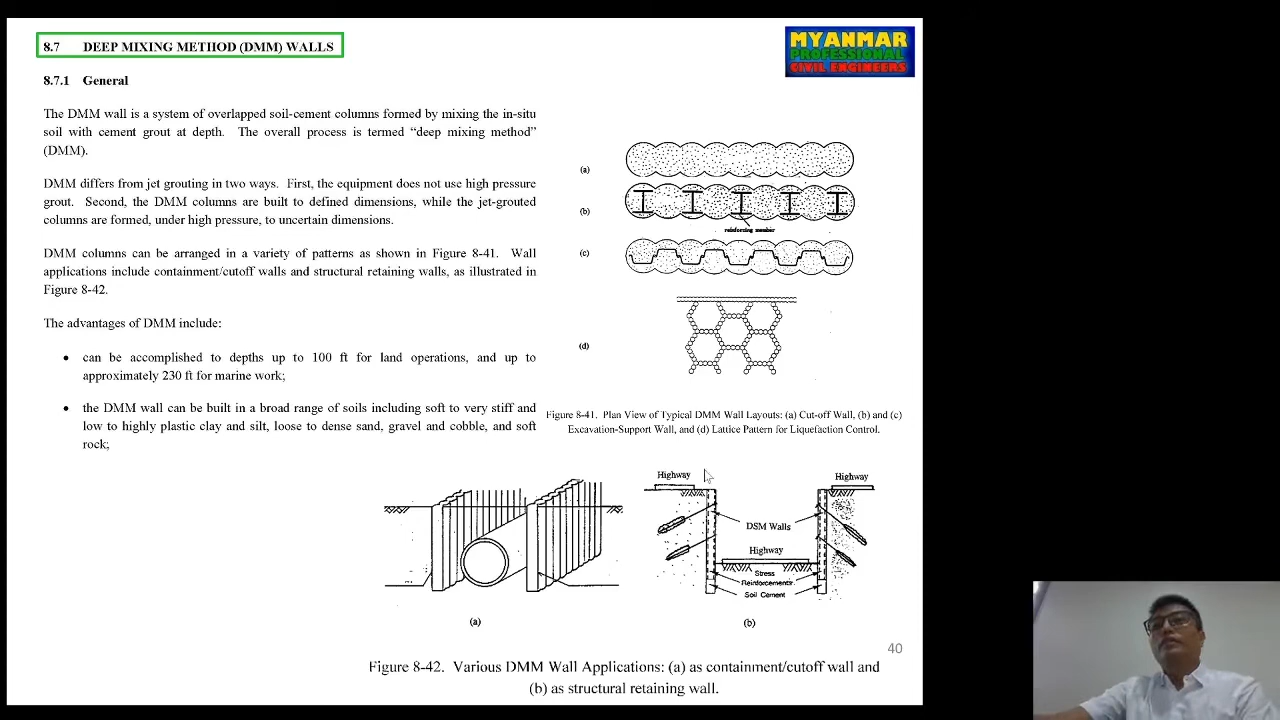 8.7 DEEP MIXING METHOD (DMM) WALLS
MYANMAR
PROFESSIONAL
CIVIL ENGINEERS
8.7.1 General
The DMM wall is a system of overlapped soil-cement columns formed by mixing the in-situ
soil with cement grout at depth. The overall process is termed “deep mixing method”
(DMM).
DMM differs from jet grouting in two ways. First, the equipment does not use high pressure
grout. Second, the DMM columns are built to defined dimensions, while the jet-grouted
columns are formed, under high pressure, to uncertain dimensions.
DMM columns can be arranged in a variety of patterns as shown in Figure 8-41. Wall
applications include containment/cutoff walls and structural retaining walls, as illustrated in
Figure 8-42.
The advantages of DMM include:
• can be accomplished to depths up to 100 ft for land operations, and up to
approximately 230 ft for marine work;
• the DMM wall can be built in a broad range of soils including soft to very stiff and
low to highly plastic clay and silt, loose to dense sand, gravel and cobble, and soft
rock;
(a)
(b)
reinforcing member
(c)
(d)
Figure 8-41. Plan View of Typical DMM Wall Layouts: (a) Cut-off Wall, (b) and (c)
Excavation-Support Wall, and (d) Lattice Pattern for Liquefaction Control.
Highway
Highway
DSM Walls
Highway
Stress
Reinforcements
Soil Cement
(a)
(b)
40
Figure 8-42. Various DMM Wall Applications: (a) as containment/cutoff wall and
(b) as structural retaining wall.